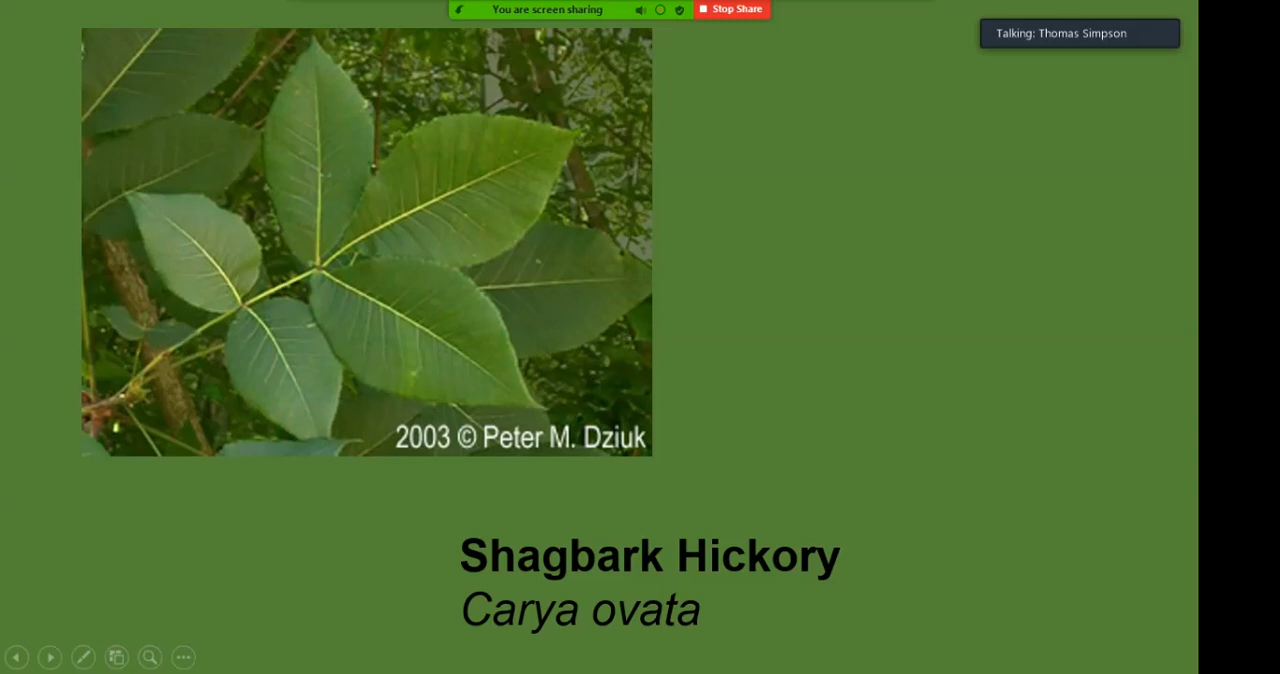 You are screen sharing
Stop Share
Talking: Thomas Simpson
2003 © Peter M. Dziuk
Shagbark Hickory
Carya ovata